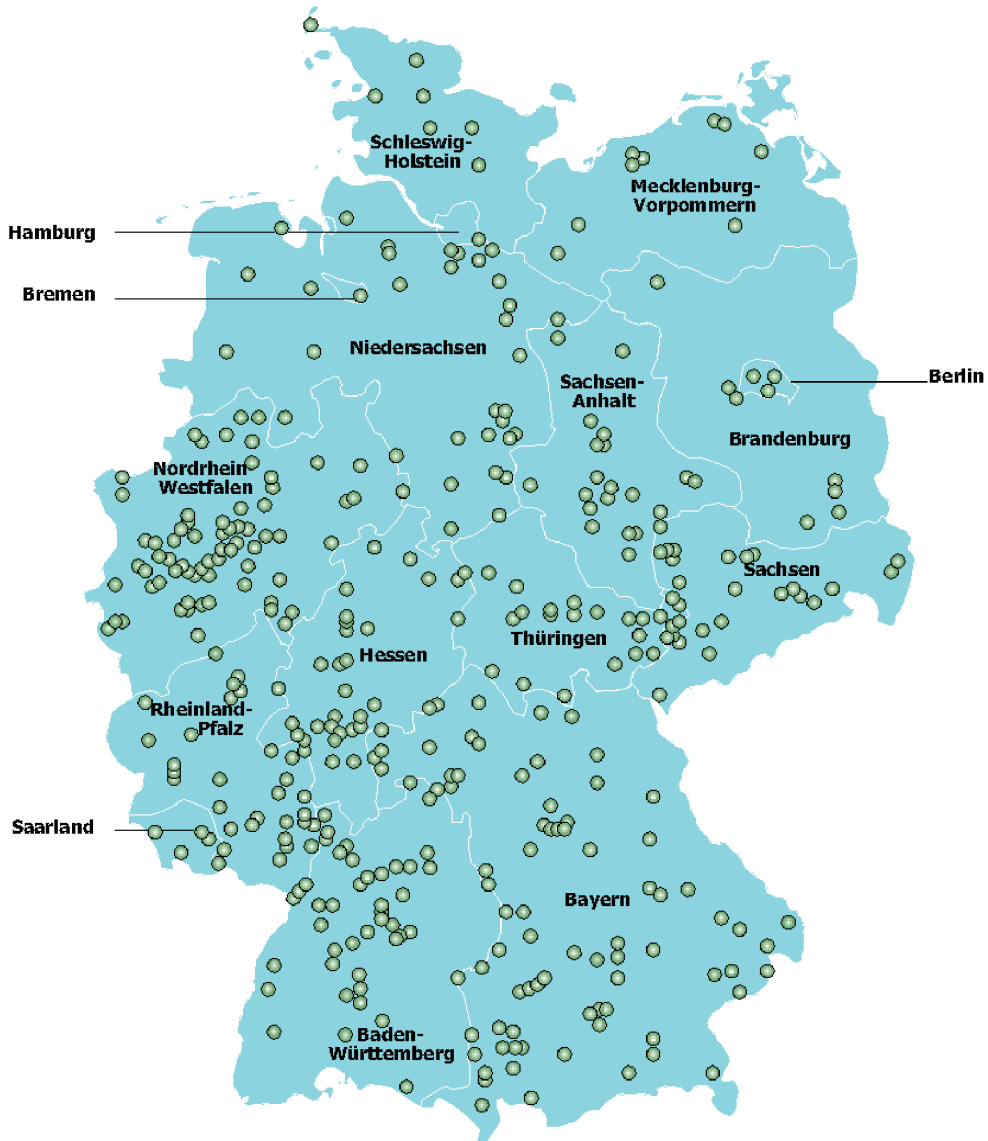 Schleswig-
Holstein
Mecklenburg-
Vorpommern
Hamburg
Bremen
Niedersachsen
Sachsen-
Anhalt
Berlin
Brandenburg
Nordrhein
Westfalen
Sachsen
Thüringen
Hessen
Rheinland-
Pfalz
Saarland
Bayern
Baden-
Württemberg